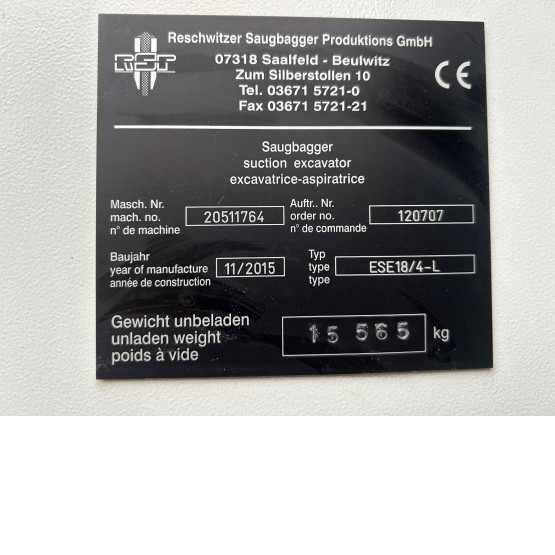 Reschwitzer Saugbagger Produktions GmbH
RSP
07318 Saalfeld - Beulwitz
Zum Silberstollen 10
Tel. 03671 5721-0
Fax 03671 5721-21
CE
Saugbagger
suction excavator
excavatrice-aspiratrice
Masch. Nr.
mach. no.
n° de machine
20511764
Auftr.. Nr.
order no.
n° de commande
120707
Baujahr
year of manufacture
année de construction
11/2015
Typ
type
type
ESE18/4-L
Gewicht unbeladen
unladen weight
poids à vide
15 565 kg